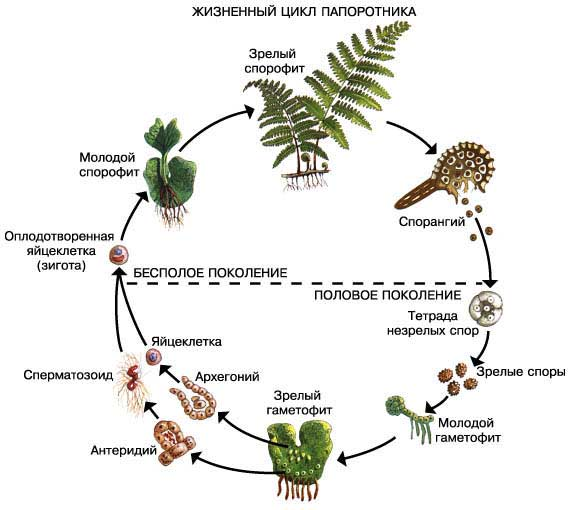 ЖИЗНЕННЫЙ ЦИКЛ ПАПОРОТНИКА
Зрелый
спорофит
Молодой
спорофит
Спорангий
Оплодотворенная
яйцеклетка
(зигота)
БЕСПОЛОЕ ПОКОЛЕНИЕ
ПОЛОВОЕ ПОКОЛЕНИЕ
Тетрада
незрелых спор
Яйцеклетка
Зрелые споры
Сперматозоид
Архегоний
Зрелый
гаметофит
Молодой
гаметофит
Антеридий